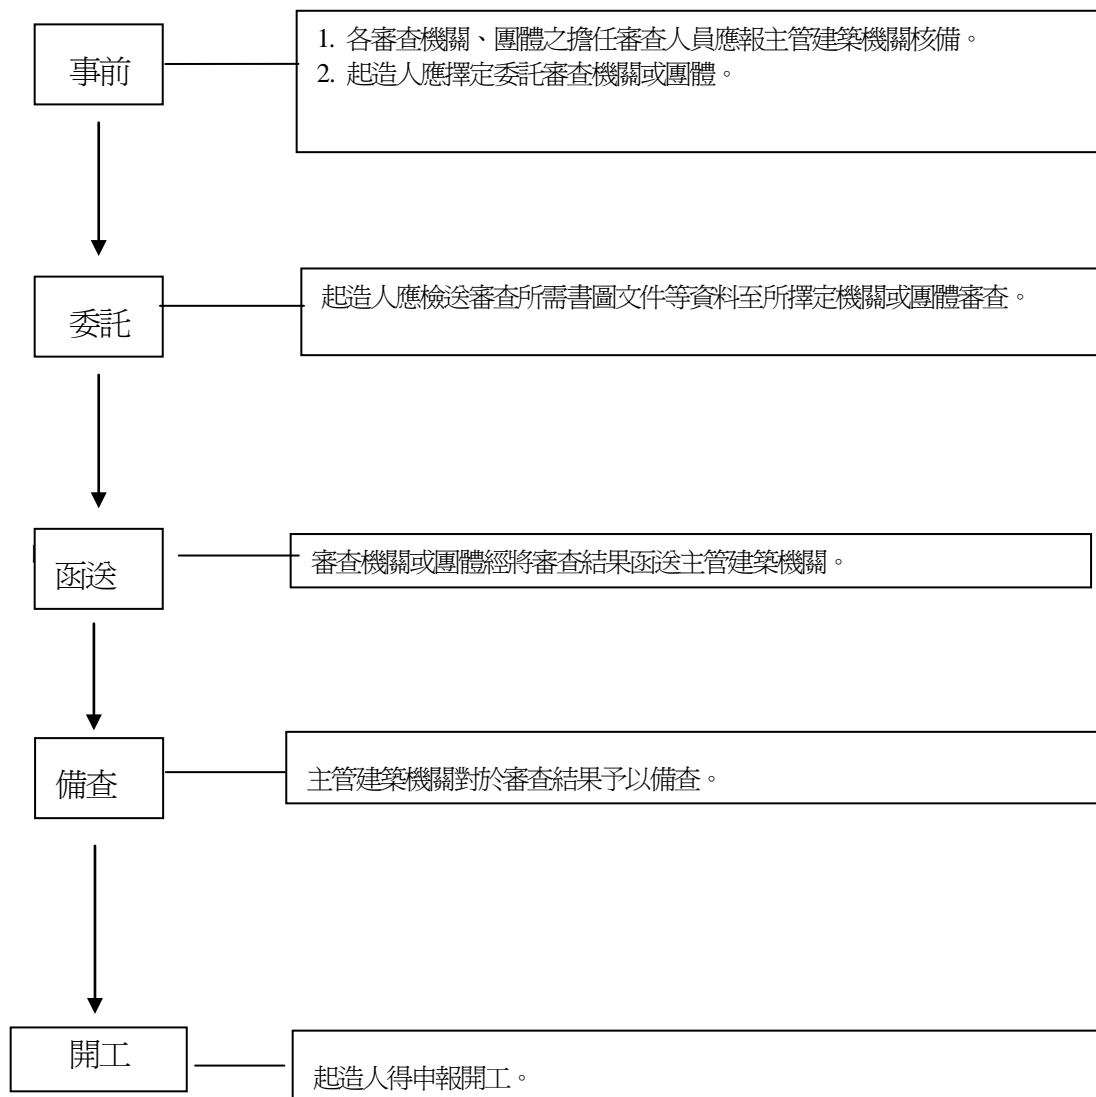 事前
1. 各審查機關、團體之擔任審查人員應報主管建築機關核備。
2. 起造人應擇定委託審查機關或團體。
委託
起造人應檢送審查所需書圖文件等資料至所擇定機關或團體審查。
函送
審查機關或團體經將審查結果函送主管建築機關。
備查
主管建築機關對於審查結果予以備查。
開工
起造人得申報開工。